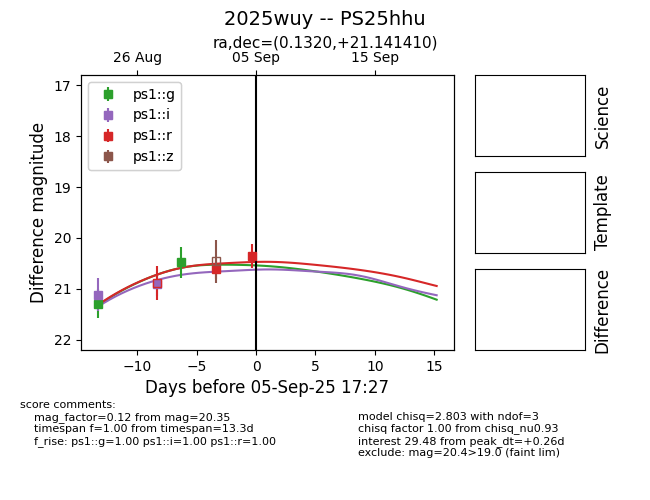 2025wuy -- PS25hhu
ra,dec=(0.1320,+21.141410)
26 Aug 05 Sep 15 Sep
17
18
19
20
21
22
Difference magnitude
ps1::g
ps1::i
ps1::r
ps1::z
−10 −5 0 5 10 15
Days before 05-Sep-25 17:27
Science
Template
Difference
score comments:
mag_factor=0.12 from mag=20.35
timespan f=1.00 from timespan=13.3d
f_rise: ps1::g=1.00 ps1::i=1.00 ps1::r=1.00
model chisq=2.803 with ndof=3
chisq factor 1.00 from chisq_nu0.93
interest 29.48 from peak_dt=+0.26d
exclude: mag=20.4>19.0 (faint lim)